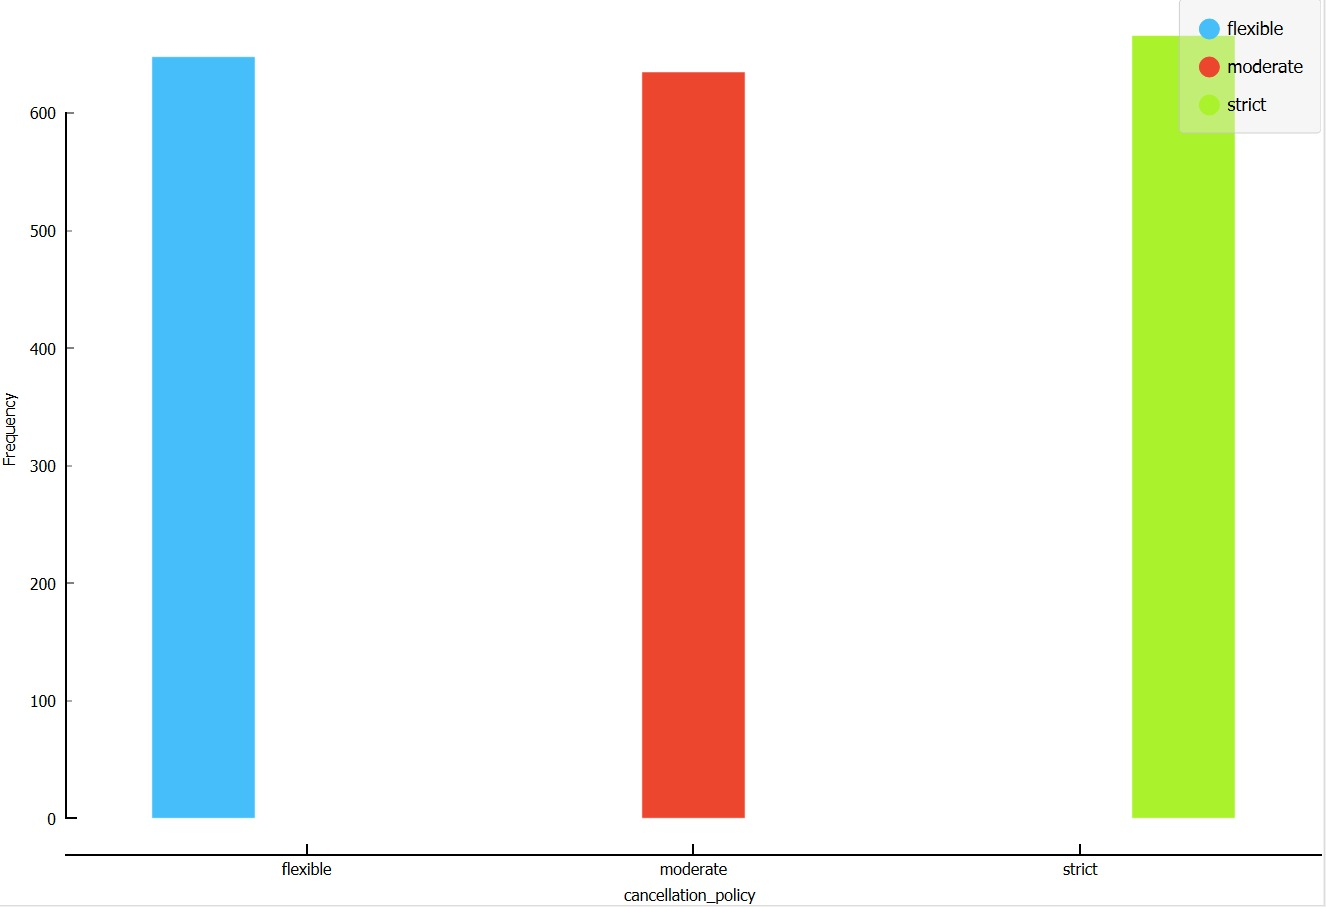 flexible
moderate
strict
600
500
400
300
200
100
0
Frequency
flexible moderate strict
cancellation_policy